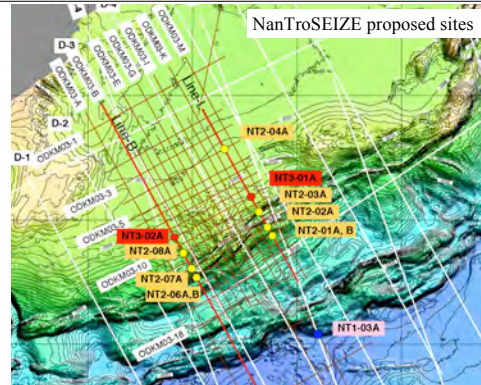 NanTroSEIZE proposed sites
D-3
D-2
D-1
ODKM03-M
ODKM03-K
ODKM03-I
ODKM03-G
ODKM03-E
ODKM03-B
ODKM03-A
ODKM03-1
ODKM03-3
ODKM03-5
ODKM03-10
ODKM03-18
Line-B
Line-I
NT2-04A
NT3-01A
NT2-03A
NT2-02A
NT2-01A, B
NT3-02A
NT2-08A
NT2-07A
NT2-06A,B
NT1-03A